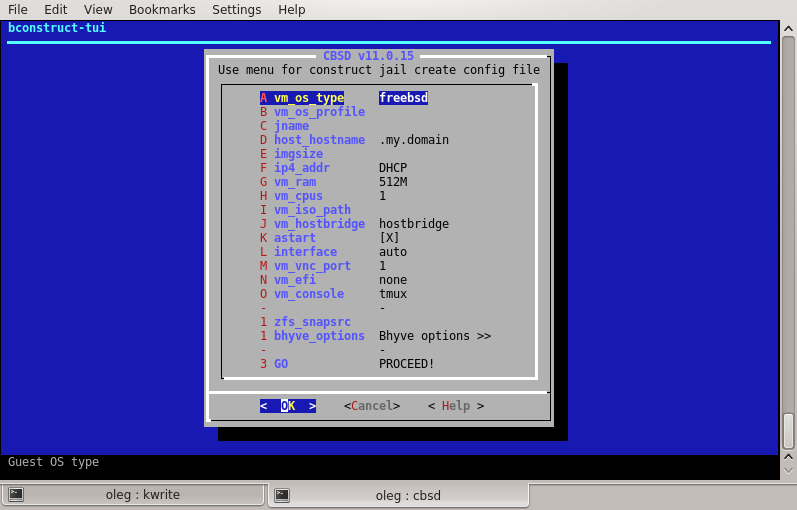 File Edit View Bookmarks Settings Help
bconstruct-tui
CBSD v11.0.15
Use menu for construct jail create config file
A vm_os_type freebsd
B vm_os_profile
C jname
D host_hostname .my.domain
E imgsize
F ip4_addr DHCP
G vm_ram 512M
H vm_cpus 1
I vm_iso_path
J vm_hostbridge hostbridge
K astart [X]
L interface auto
M vm_vnc_port 1
N vm_efi none
O vm_console tmux
- -
1 zfs_snapsrc
1 bhyve_options Bhyve options >>
- -
3 GO PROCEED!
< OK > <Cancel> < Help >
Guest OS type
oleg : kwrite oleg : cbsd